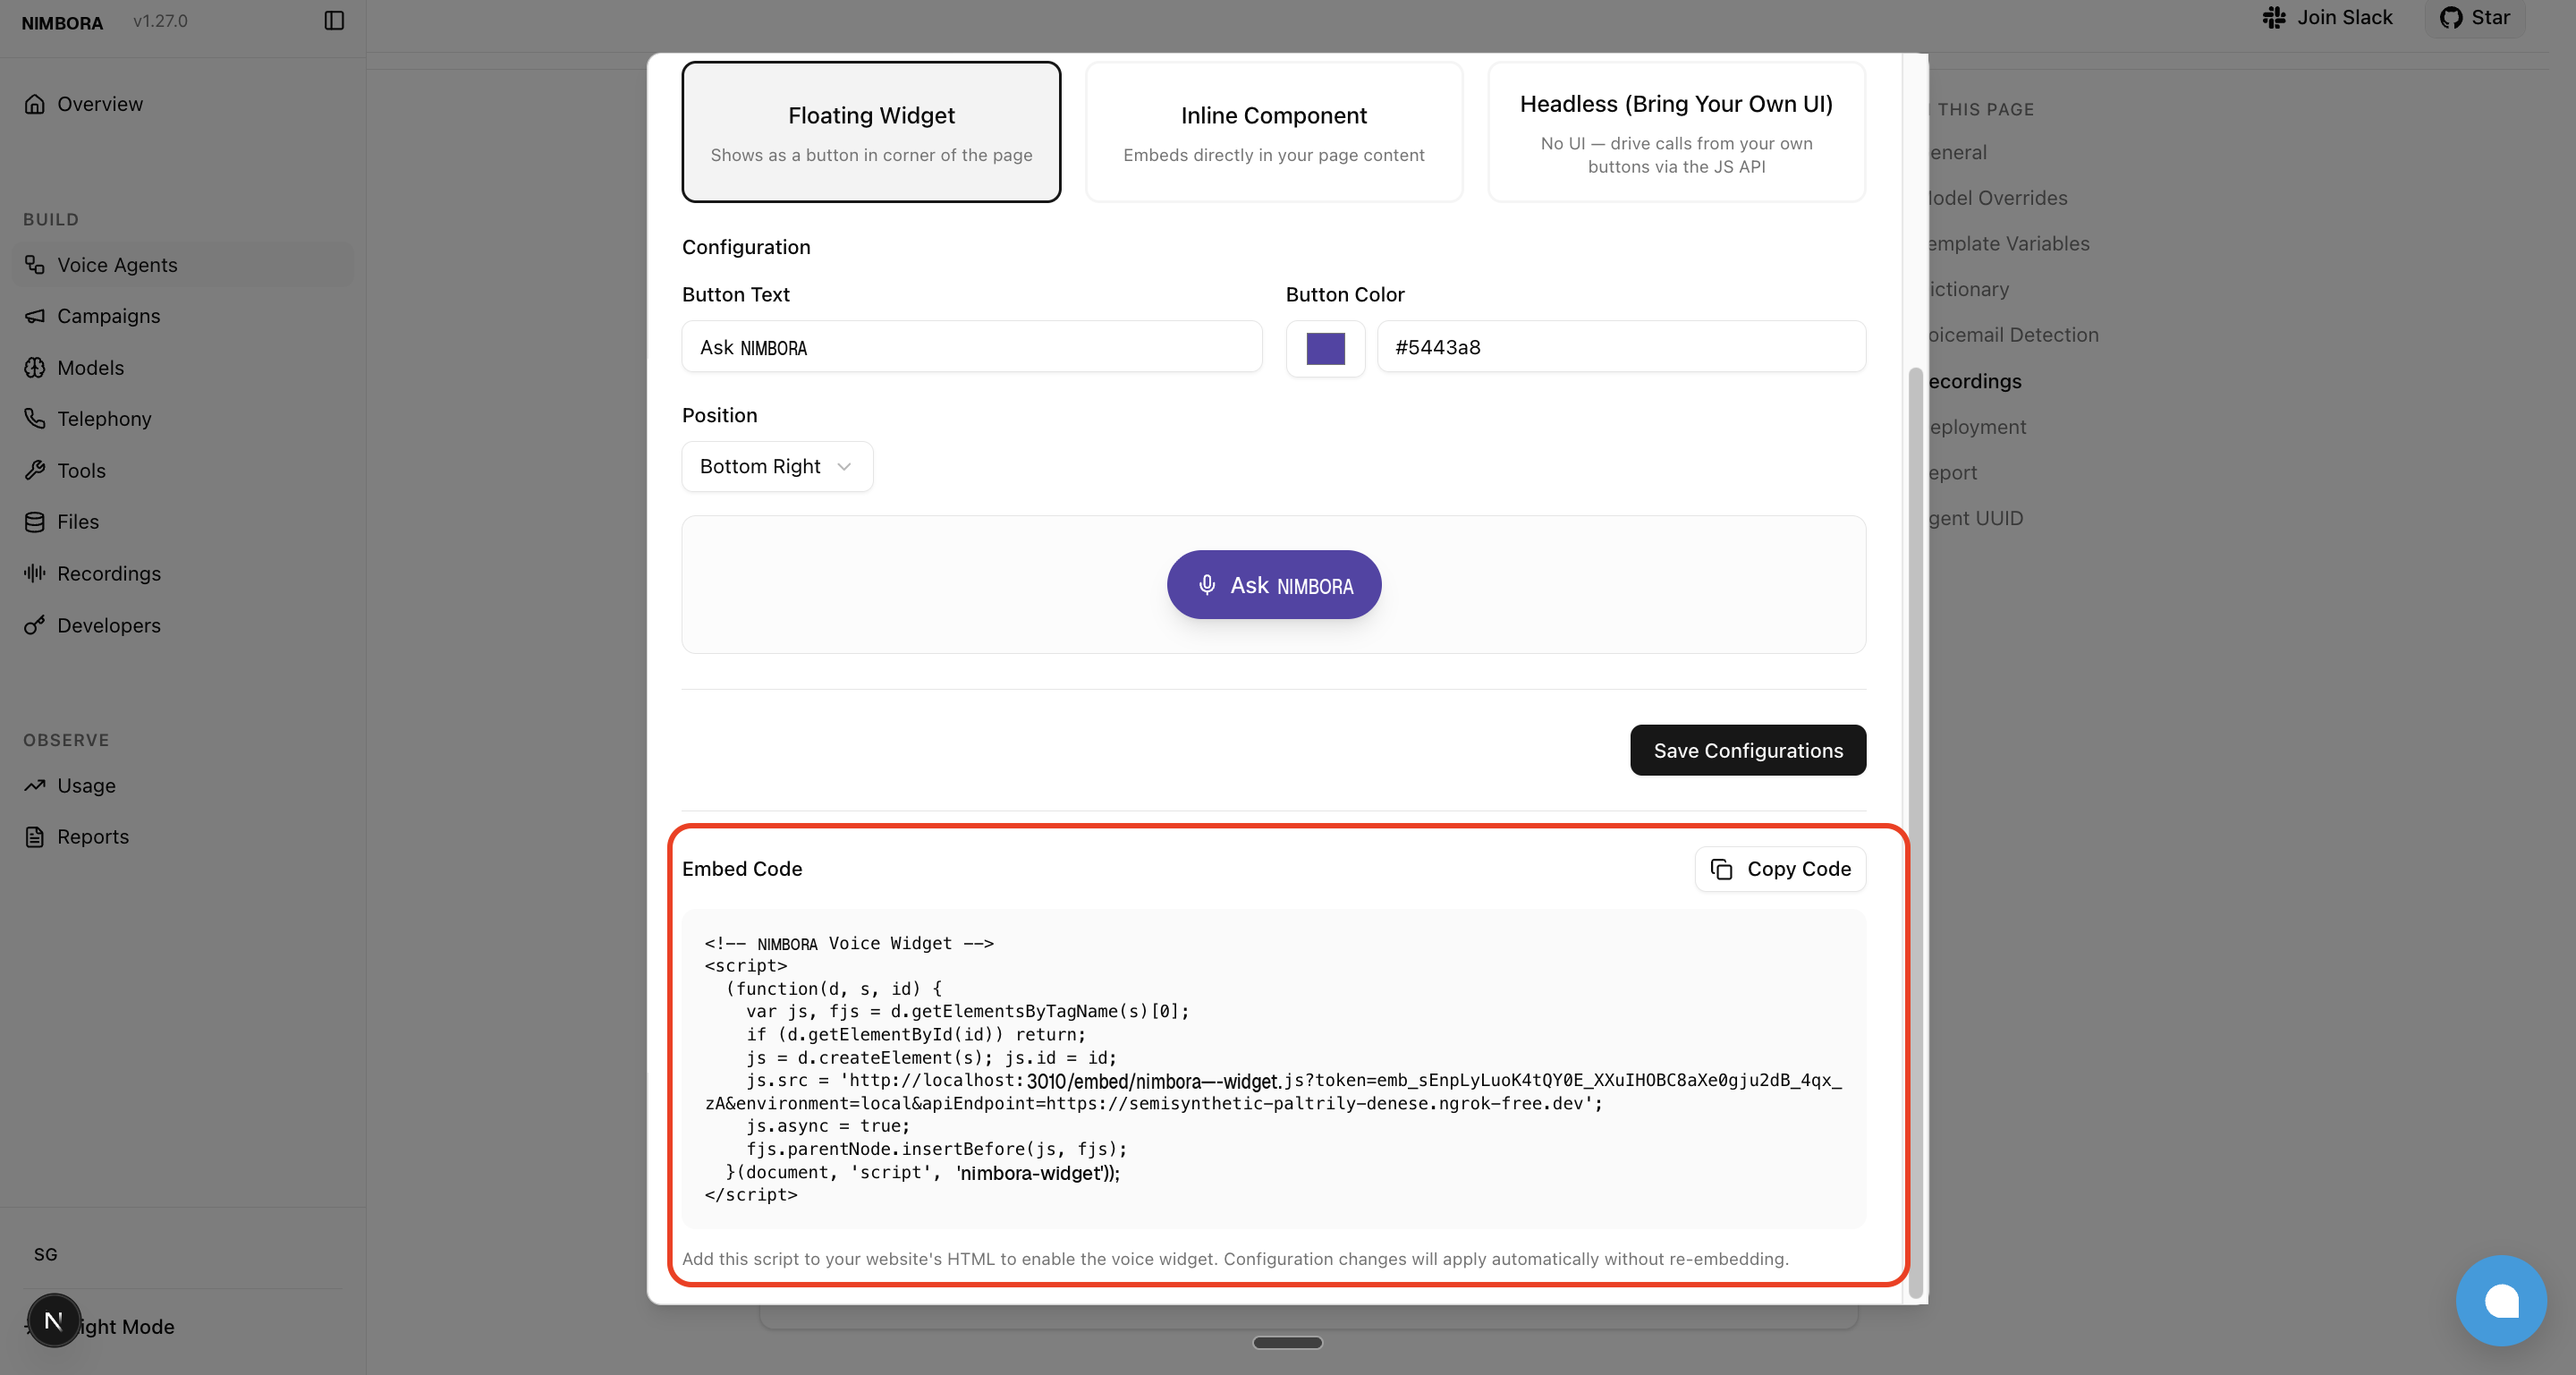 NIMBORA v1.27.0
Join Slack
Star
Overview
BUILD
Voice Agents
Campaigns
Models
Telephony
Tools
Files
Recordings
Developers
OBSERVE
Usage
Reports
SG
N
ight Mode
Floating Widget
Shows as a button in corner of the page
Inline Component
Embeds directly in your page content
Headless (Bring Your Own UI)
No UI — drive calls from your own
buttons via the JS API
Configuration
Button Text
Ask NIMBORA
Button Color
#5443a8
Position
Bottom Right
Ask NIMBORA
Save Configurations
Embed Code
Copy Code
<!-- NIMBORA Voice Widget -->
<script>
(function(d, s, id) {
var js, fjs = d.getElementsByTagName(s)[0];
if (d.getElementById(id)) return;
js = d.createElement(s); js.id = id;
js.src = 'http://localhost:3010/embed/nimbora—-widget.js?token=emb_sEnpLyLuoK4tQY0E_XXuIHOBC8aXe0gju2dB_4qx_
zA&environment=local&apiEndpoint=https://semisynthetic-paltrily-denese.ngrok-free.dev';
js.async = true;
fjs.parentNode.insertBefore(js, fjs);
}(document, 'script', 'nimbora-widget'));
</script>
Add this script to your website's HTML to enable the voice widget. Configuration changes will apply automatically without re-embedding.
THIS PAGE
eneral
odel Overrides
emplate Variables
ictionary
oicemail Detection
ecordings
eployment
eport
gent UUID